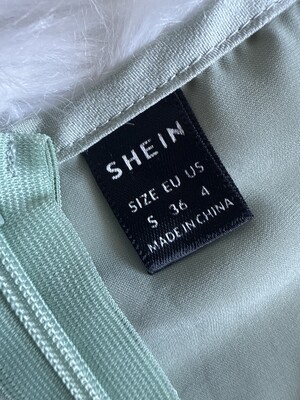 SHEIN
SIZE EU US
S 36 4
MADE IN CHINA